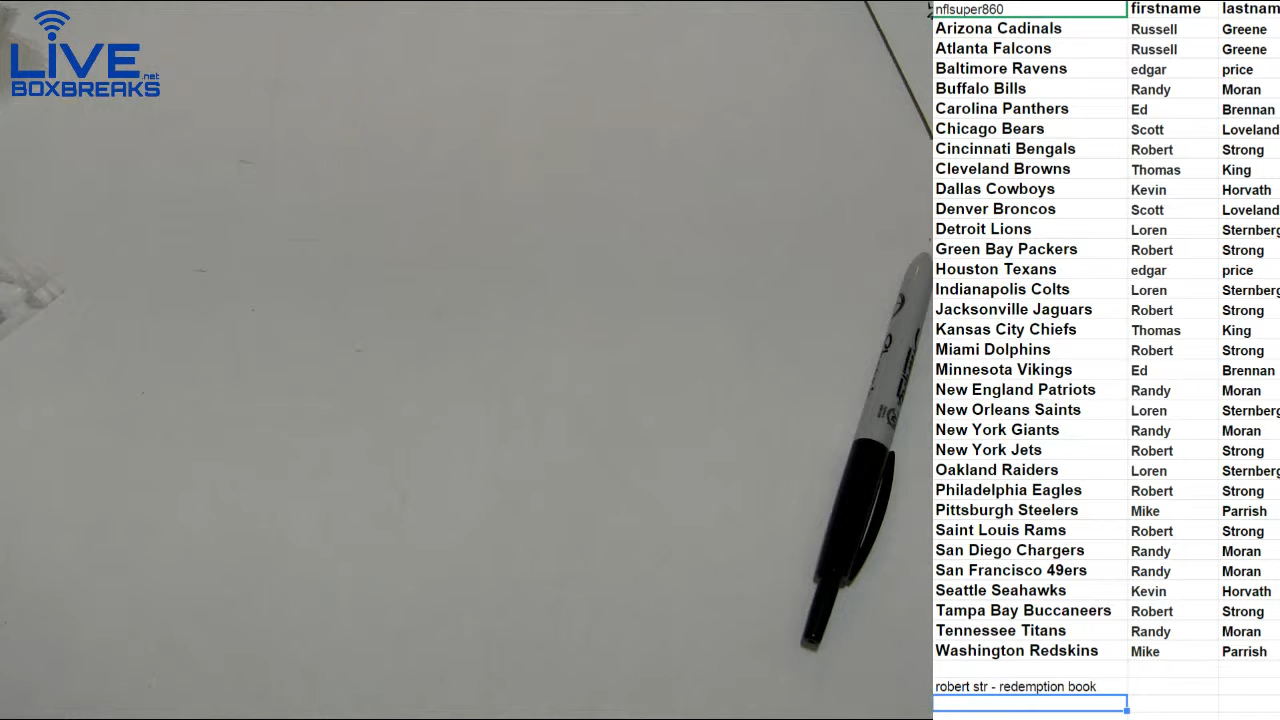 LIVE.net
BOXBREAKS
nflsuper860 firstname lastnam
Arizona Cadinals Russell Greene
Atlanta Falcons Russell Greene
Baltimore Ravens edgar price
Buffalo Bills Randy Moran
Carolina Panthers Ed Brennan
Chicago Bears Scott Loveland
Cincinnati Bengals Robert Strong
Cleveland Browns Thomas King
Dallas Cowboys Kevin Horvath
Denver Broncos Scott Loveland
Detroit Lions Loren Sternberg
Green Bay Packers Robert Strong
Houston Texans edgar price
Indianapolis Colts Loren Sternberg
Jacksonville Jaguars Robert Strong
Kansas City Chiefs Thomas King
Miami Dolphins Robert Strong
Minnesota Vikings Ed Brennan
New England Patriots Randy Moran
New Orleans Saints Loren Sternberg
New York Giants Randy Moran
New York Jets Robert Strong
Oakland Raiders Loren Sternberg
Philadelphia Eagles Robert Strong
Pittsburgh Steelers Mike Parrish
Saint Louis Rams Robert Strong
San Diego Chargers Randy Moran
San Francisco 49ers Randy Moran
Seattle Seahawks Kevin Horvath
Tampa Bay Buccaneers Robert Strong
Tennessee Titans Randy Moran
Washington Redskins Mike Parrish
robert str - redemption book